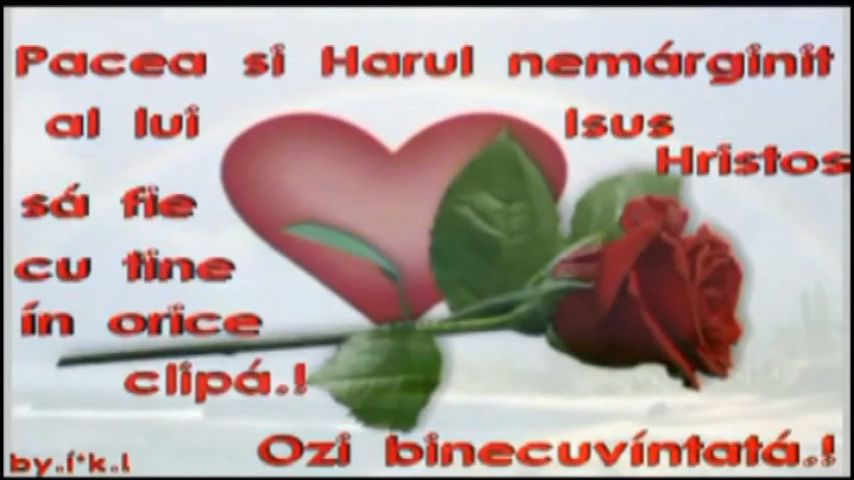 Pacea si Harul nemárginit
al lui Isus
Hristos
sá fie
cu tine
ín orice
clipá.!
Ozi binecuvíntatá.!
by..í*k.l